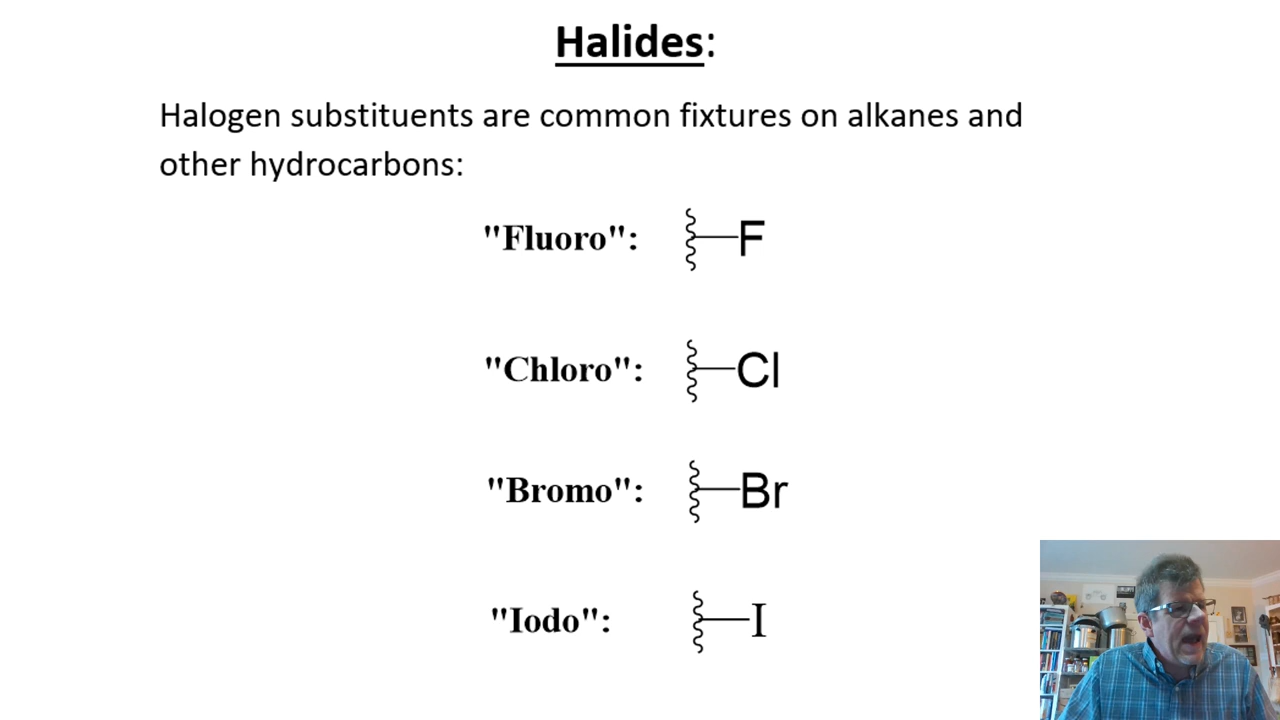 Halides:
Halogen substituents are common fixtures on alkanes and
other hydrocarbons:
"Fluoro": F
"Chloro": Cl
"Bromo": Br
"Iodo": I